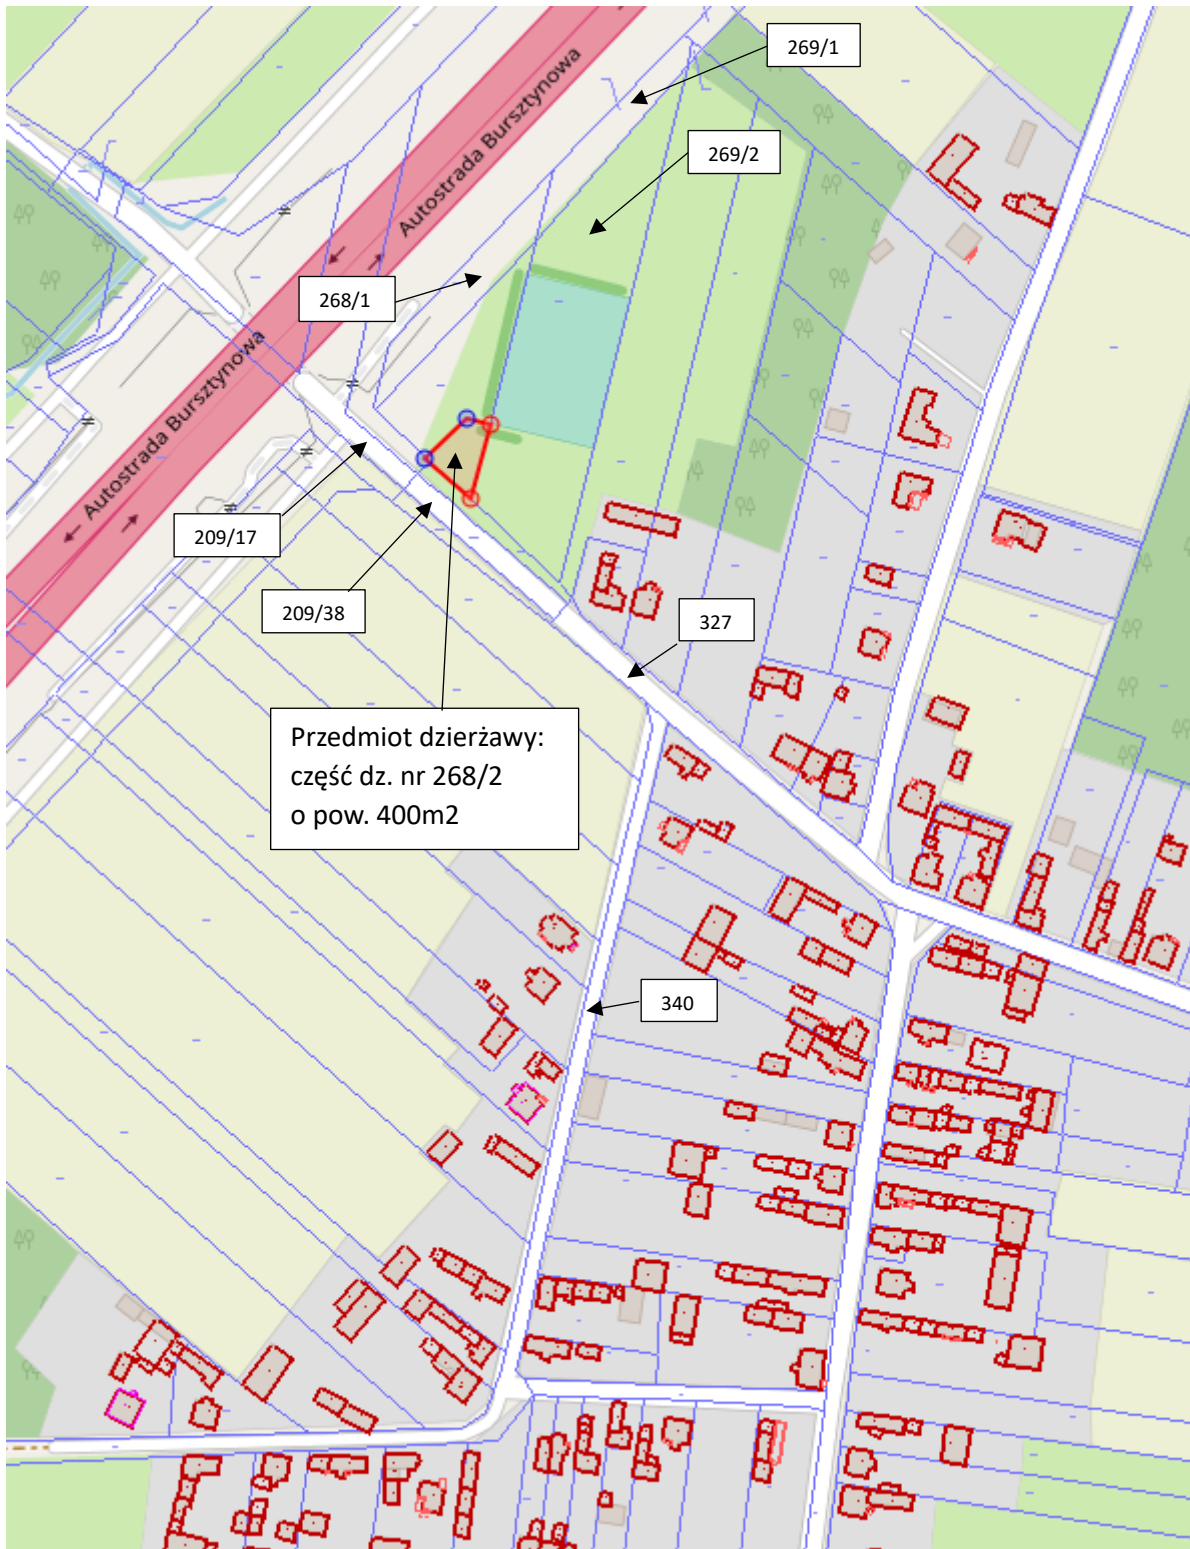 269/1
Autostrada Bursztynowa
269/2
268/1
Autostrada Bursztynowa
209/17
209/38
327
Przedmiot dzierżawy:
część dz. nr 268/2
o pow. 400m2
340